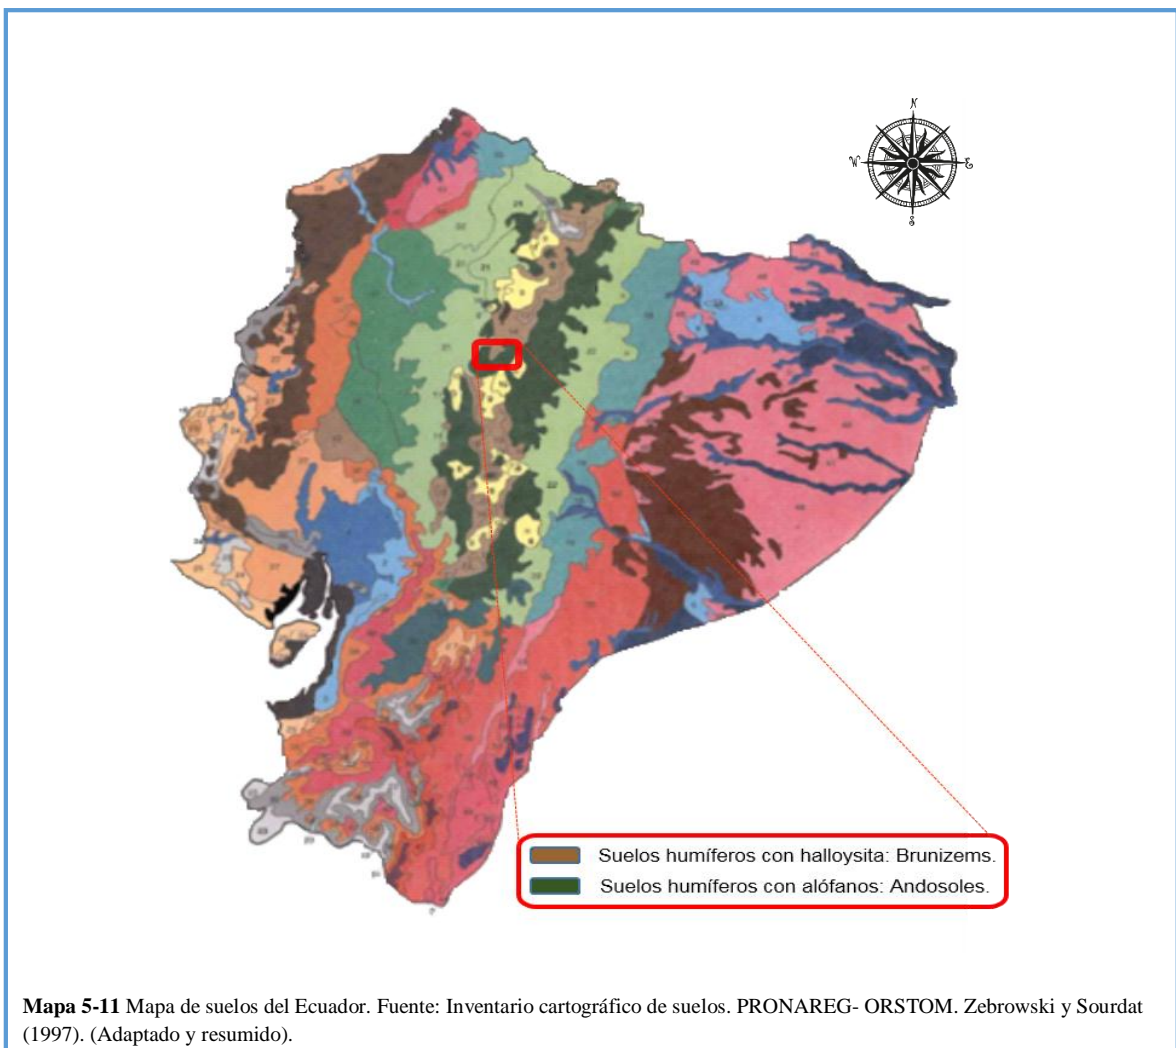 N
W
E
S
Suelos humíferos con halloysita: Brunizems.
Suelos humíferos con alófanos: Andosoles.
Mapa 5-11 Mapa de suelos del Ecuador. Fuente: Inventario cartográfico de suelos. PRONAREG- ORSTOM. Zebrowski y Sourdat
(1997). (Adaptado y resumido).